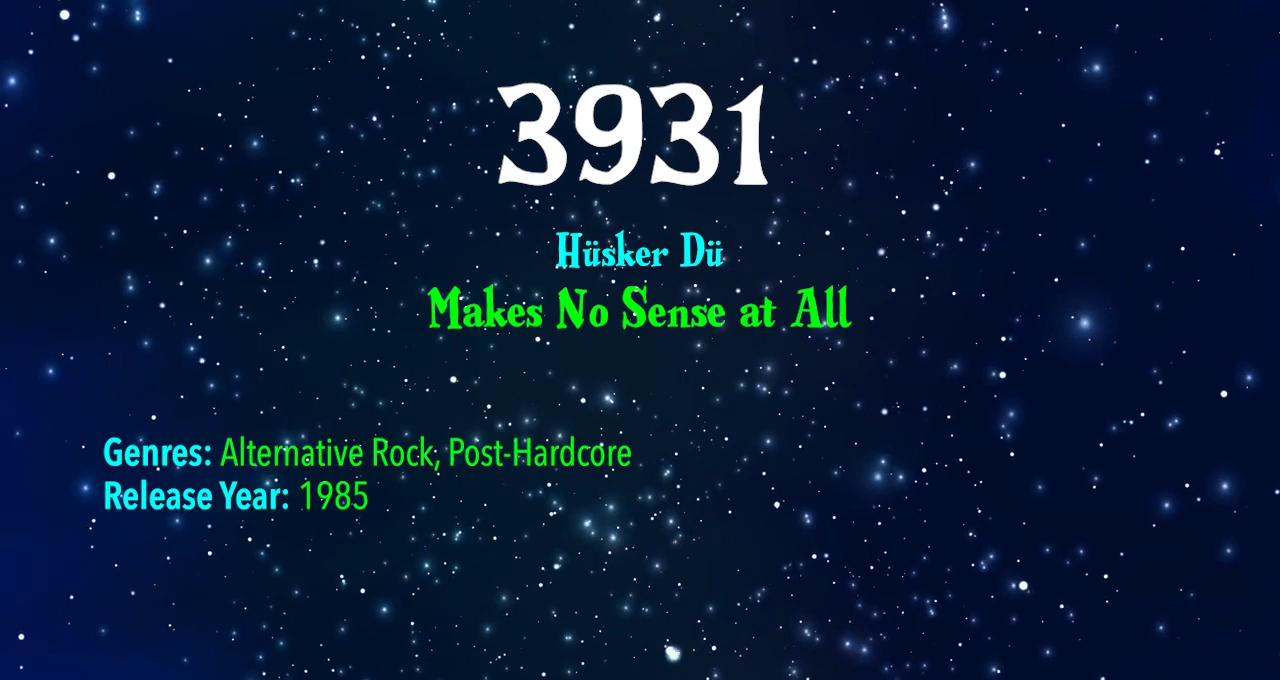 3931
Hüsker Dü
Makes No Sense at All
Genres: Alternative Rock, Post-Hardcore
Release Year: 1985